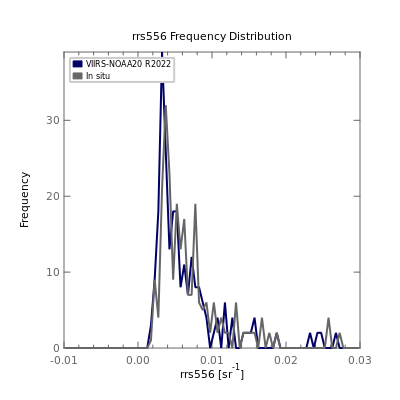 rrs556 Frequency Distribution
VIIRS-NOAA20 R2022
In situ
Frequency
30
20
10
0
-0.01 0.00 0.01 0.02 0.03
rrs556 [sr⁻¹]